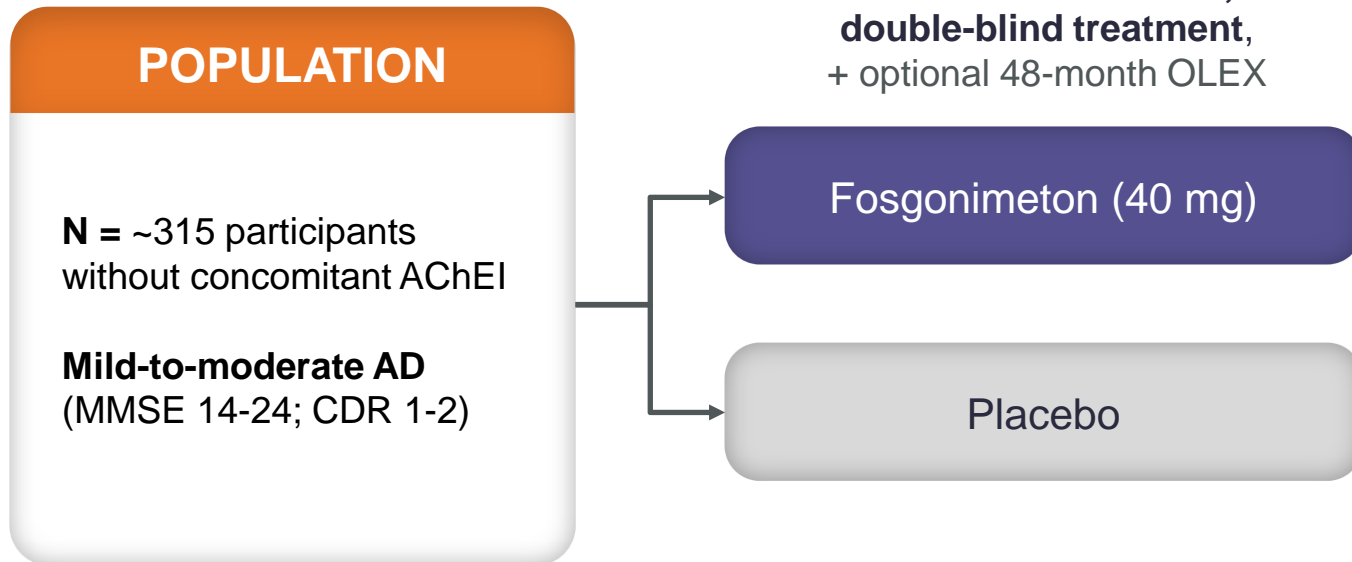 POPULATION
N = ~315 participants
without concomitant AChEI
Mild-to-moderate AD
(MMSE 14-24; CDR 1-2)
double-blind treatment,
+ optional 48-month OLEX
Fosgonimeton (40 mg)
Placebo